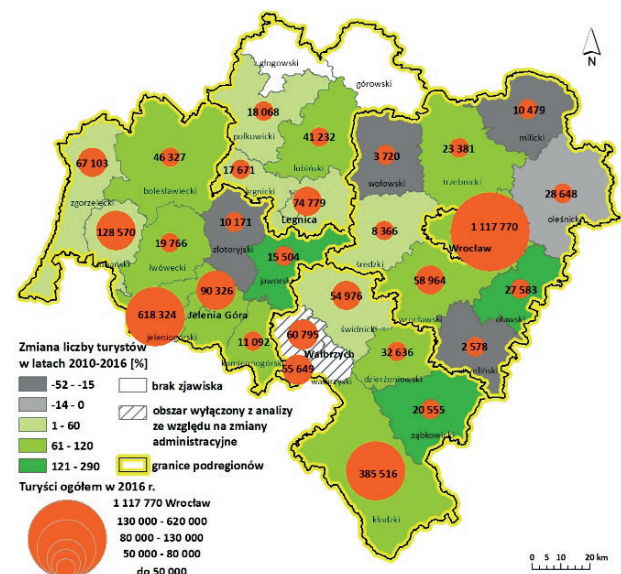 głogowski
górowski
N
18 068
polkowicki
10 479
milicki
41 232
lubiński
67 103
zgorzelecki
46 327
bolesławiecki
3 720
wołowski
23 381
trzebnicki
17 671
legnicki
28 648
oleśnicki
74 779
Legnica
128 570
10 171
złotoryjski
8 366
średzki
1 117 770
Wrocław
19 766
lwówecki
15 504
jaworski
90 326
Jelenia Góra
58 964
wrocławski
27 583
oławski
618 324
jeleniogórski
54 976
świdnicki
11 092
kamiennogórski
60 795
Wałbrzych
55 649
32 636
dzierżoniowski
2 578
20 555
ząbkowicki
385 516
kłodzki
Zmiana liczby turystów
w latach 2010-2016 [%]
-52 - -15
-14 - 0
1 - 60
61 - 120
121 - 290
brak zjawiska
obszar wyłączony z analizy
ze względu na zmiany
administracyjne
granice podregionów
Turyści ogółem w 2016 r.
1 117 770 Wrocław
130 000 - 620 000
80 000 - 130 000
50 000 - 80 000
do 50 000
0 5 10 20 km